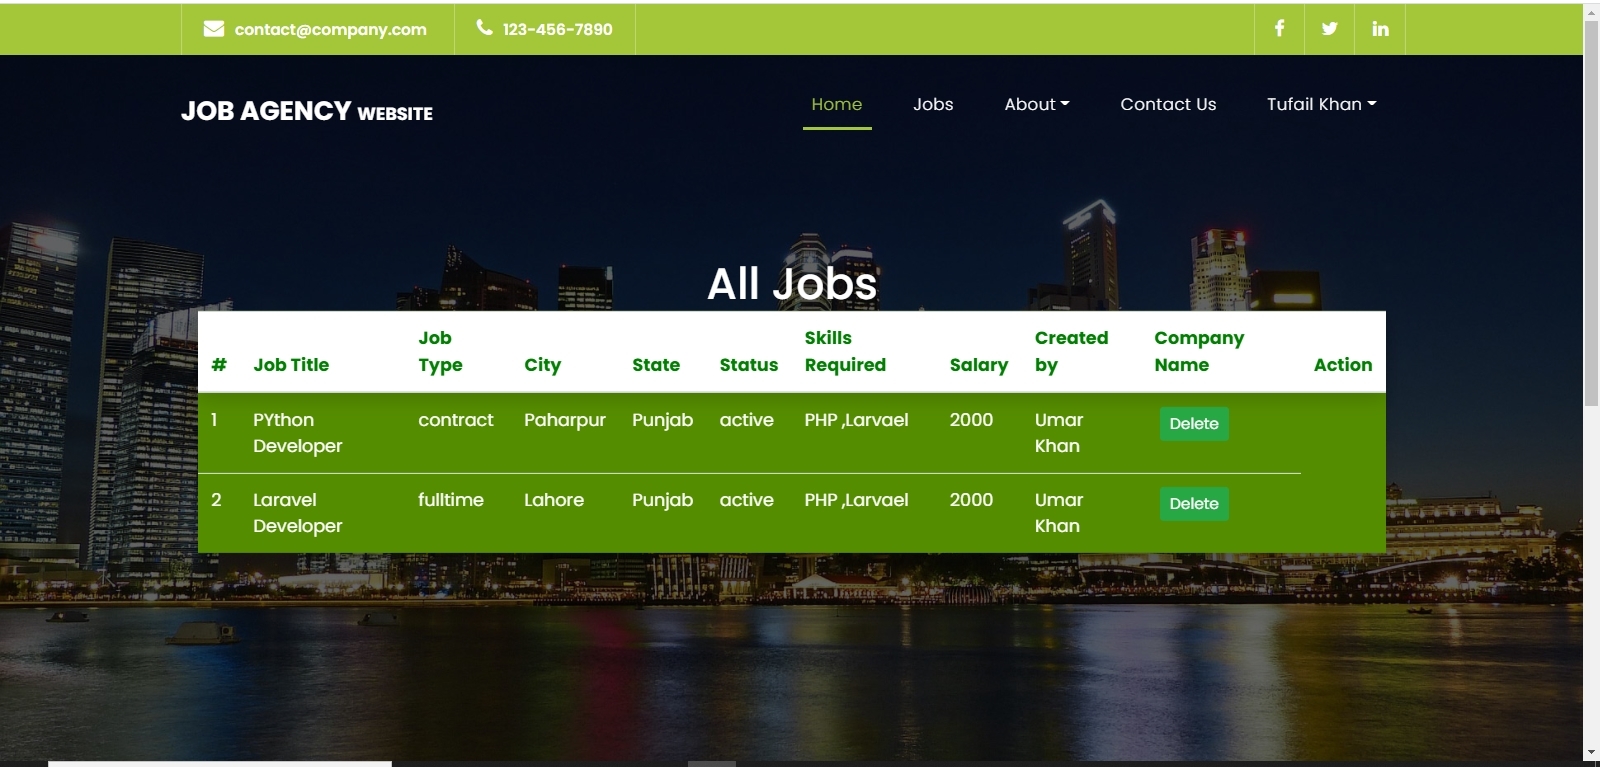 contact@company.com 123-456-7890
JOB AGENCY WEBSITE
Home Jobs About Contact Us Tufail Khan
All Jobs
# Job Title Job Type City State Status Skills Required Salary Created by Company Name Action
1 PYthon Developer contract Paharpur Punjab active PHP ,Larvael 2000 Umar Khan Delete
2 Laravel Developer fulltime Lahore Punjab active PHP ,Larvael 2000 Umar Khan Delete